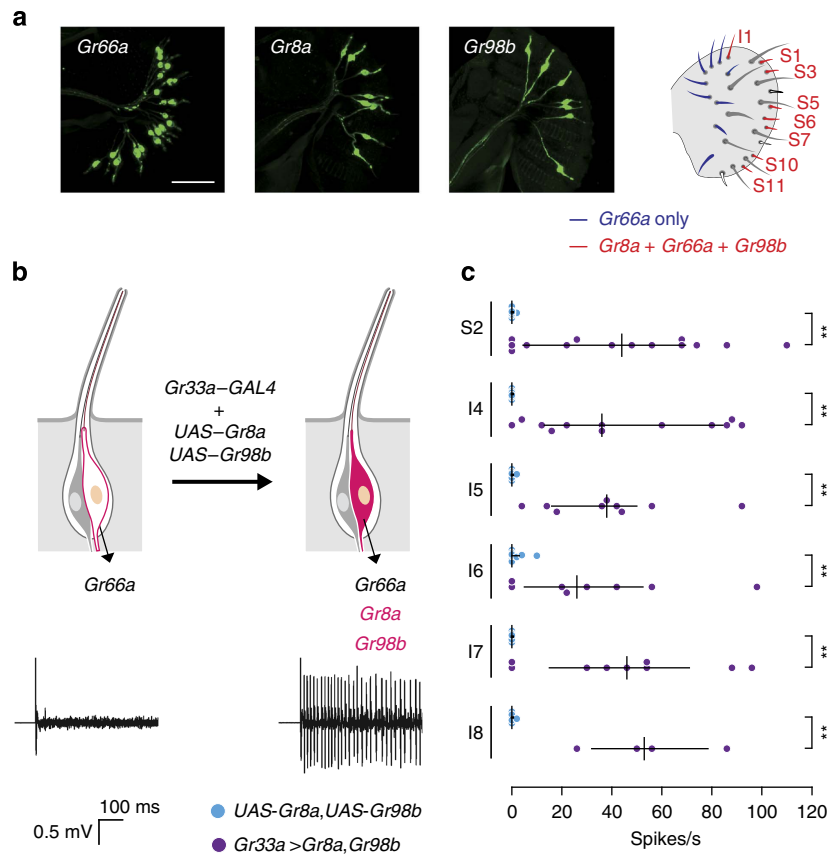 a
Gr66a
Gr8a
Gr98b
I1
S1
S3
S5
S6
S7
S10
S11
Gr66a only
Gr8a + Gr66a + Gr98b
b
Gr33a–GAL4
+
UAS–Gr8a
UAS–Gr98b
Gr66a
Gr66a
Gr8a
Gr98b
100 ms
0.5 mV
UAS-Gr8a,UAS-Gr98b
Gr33a >Gr8a,Gr98b
c
S2
**
I4
**
I5
**
I6
**
I7
**
I8
**
0 20 40 60 80 100 120
Spikes/s